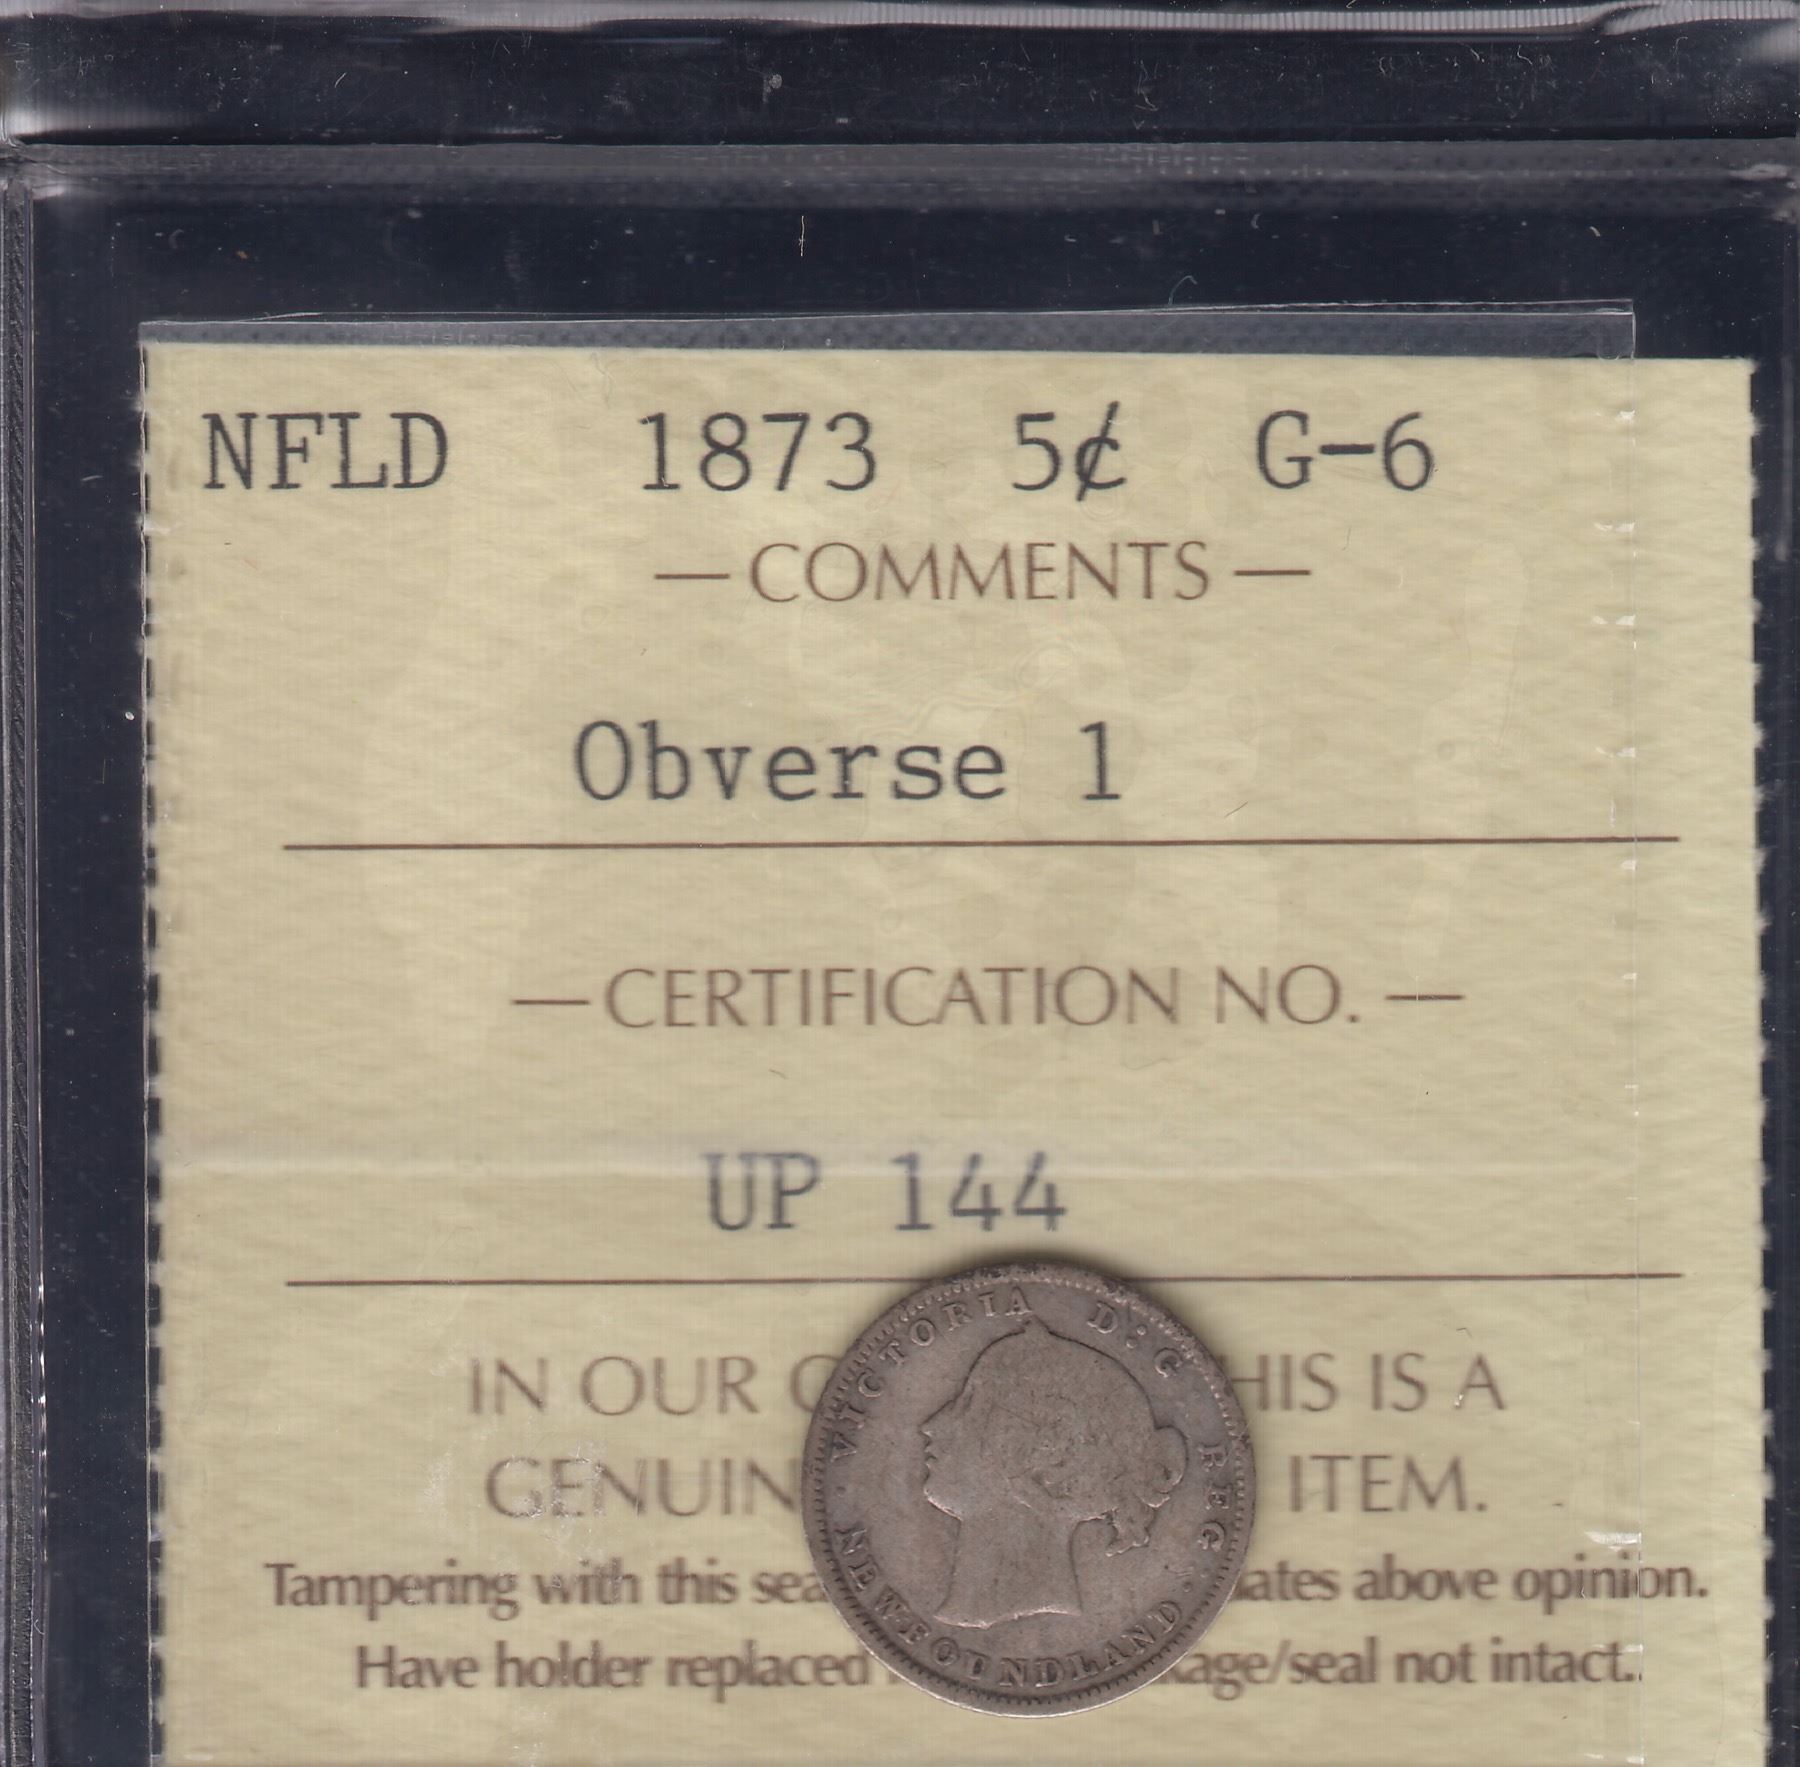 NFLD 1873 5¢ G-6
— COMMENTS —
Obverse 1
— CERTIFICATION NO. —
UP 144
IN OUR HIS IS A
GENUIN ITEM.
Tampering with this sea ates above opinion.
Have holder replaced kage/seal not intact.
VICTORIA D:G REG
NEWFOUNDLAND